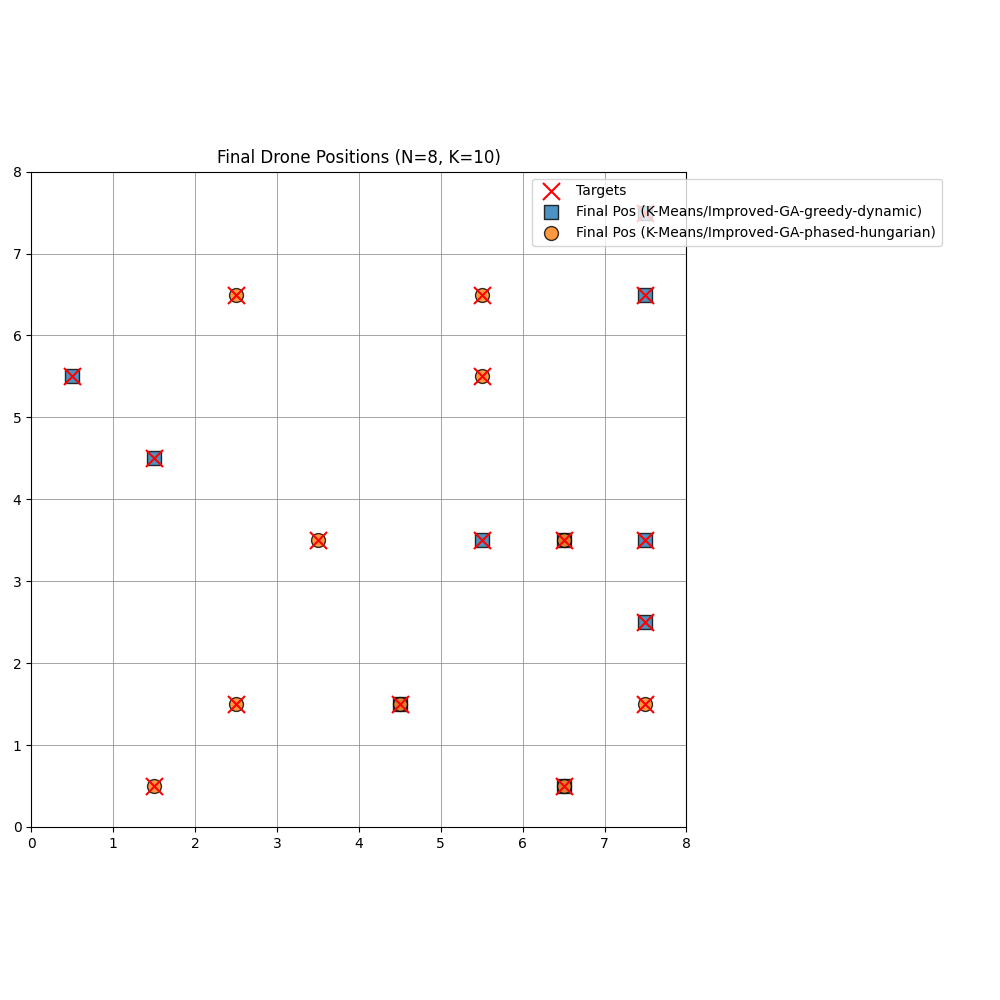 Final Drone Positions (N=8, K=10)
Targets
Final Pos (K-Means/Improved-GA-greedy-dynamic)
Final Pos (K-Means/Improved-GA-phased-hungarian)
8
7
6
5
4
3
2
1
0
0 1 2 3 4 5 6 7 8